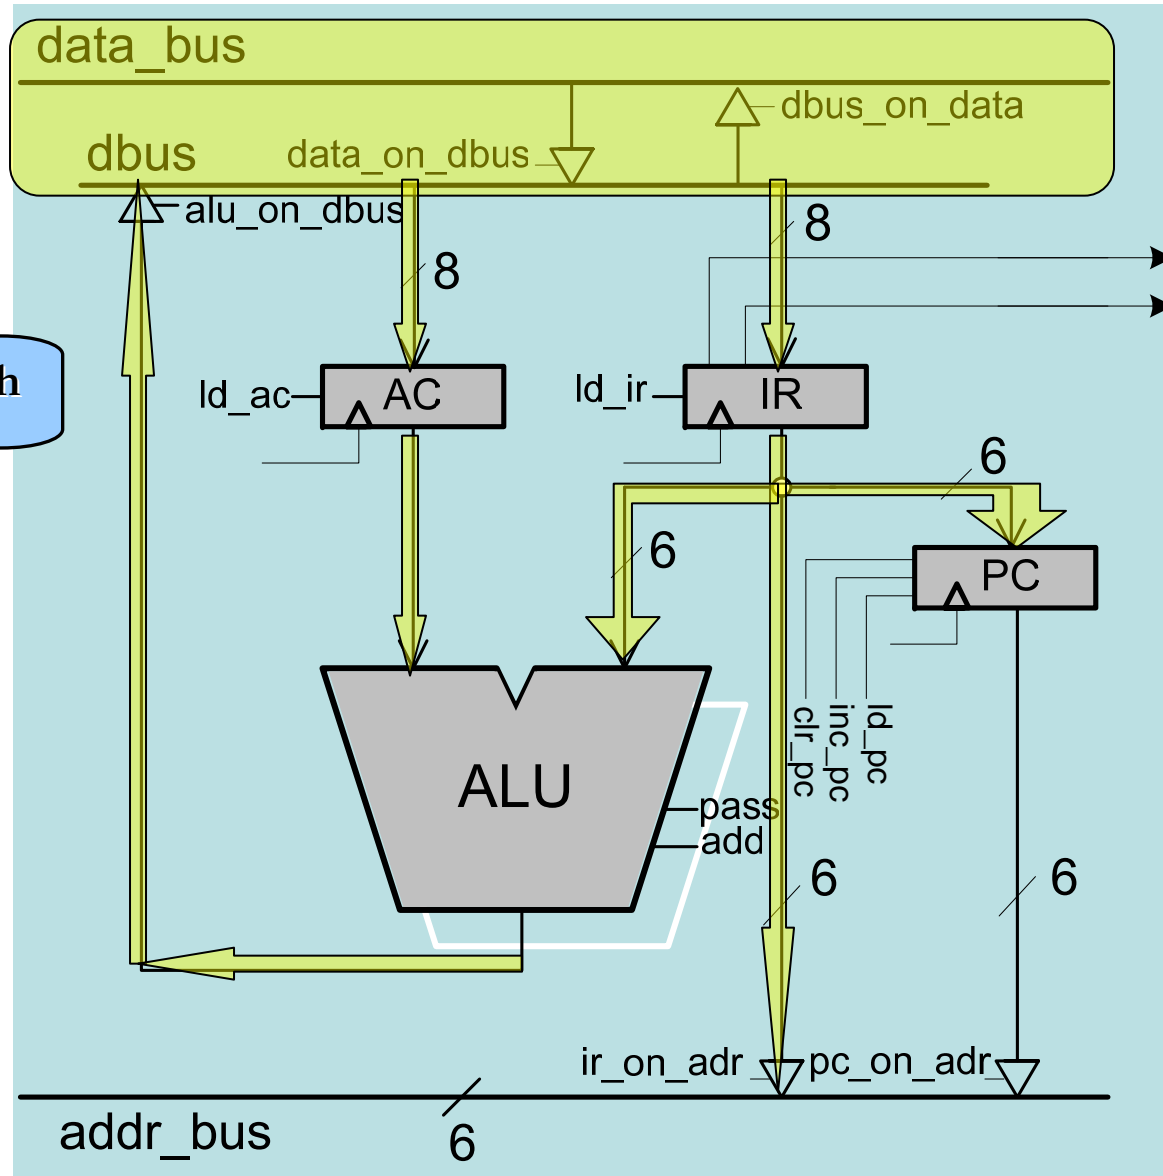 data_bus
dbus_on_data
dbus
data_on_dbus
alu_on_dbus
8
8
h
ld_ac
AC
ld_ir
IR
6
6
PC
clr_pc
inc_pc
ld_pc
ALU
pass
add
6
6
ir_on_adr
pc_on_adr
addr_bus
6